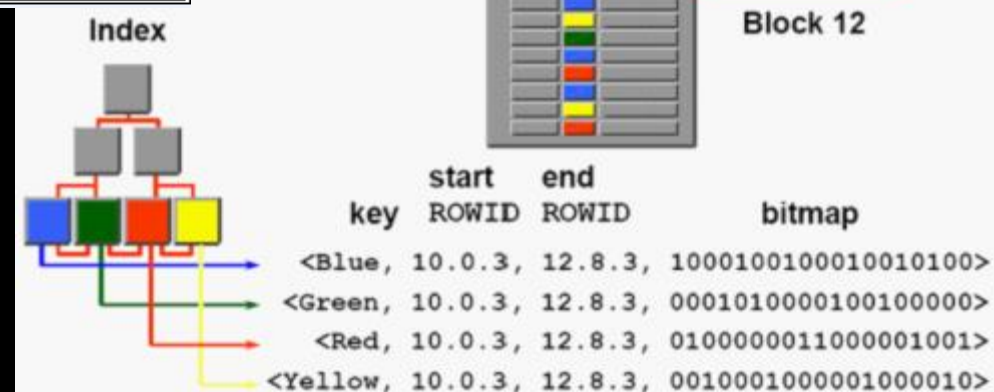 Index
Block 12
start end
key ROWID ROWID bitmap
<Blue, 10.0.3, 12.8.3, 1000100100010010100>
<Green, 10.0.3, 12.8.3, 0001010000100100000>
<Red, 10.0.3, 12.8.3, 0100000011000001001>
<Yellow, 10.0.3, 12.8.3, 0010001000001000010>